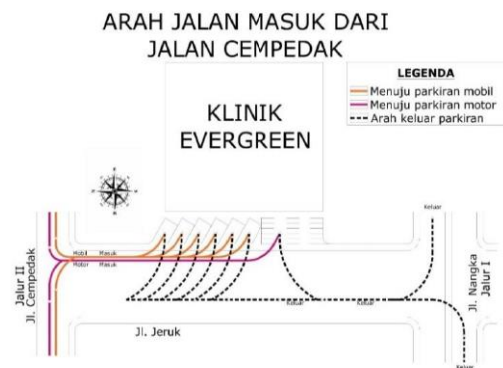 ARAH JALAN MASUK DARI
JALAN CEMPEDAK
LEGENDA
Menuju parkiran mobil
Menuju parkiran motor
Arah keluar parkiran
KLINIK
EVERGREEN
Keluar
Mobil Masuk
Motor Masuk
Jalur II
Jl. Cempedak
Keluar Keluar
Jl. Nangka
Jalur I
Jl. Jeruk
Keluar